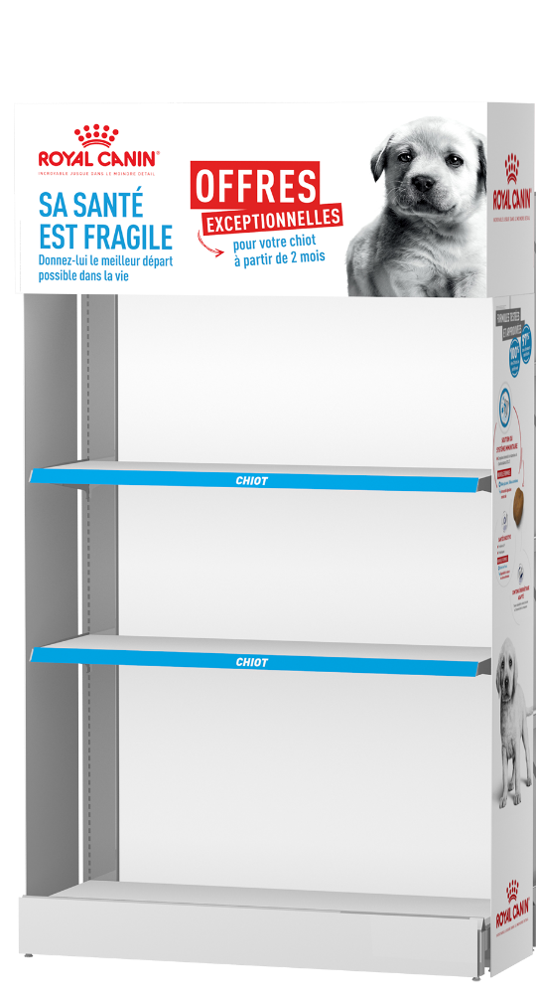 ROYAL CANIN®
INCROYABLE JUSQUE DANS LE MOINDRE DÉTAIL
SA SANTÉ
EST FRAGILE
Donnez-lui le meilleur départ
possible dans la vie
OFFRES
EXCEPTIONNELLES
pour votre chiot
à partir de 2 mois
ROYAL CANIN
CHIOT
CHIOT
ROYAL CANIN